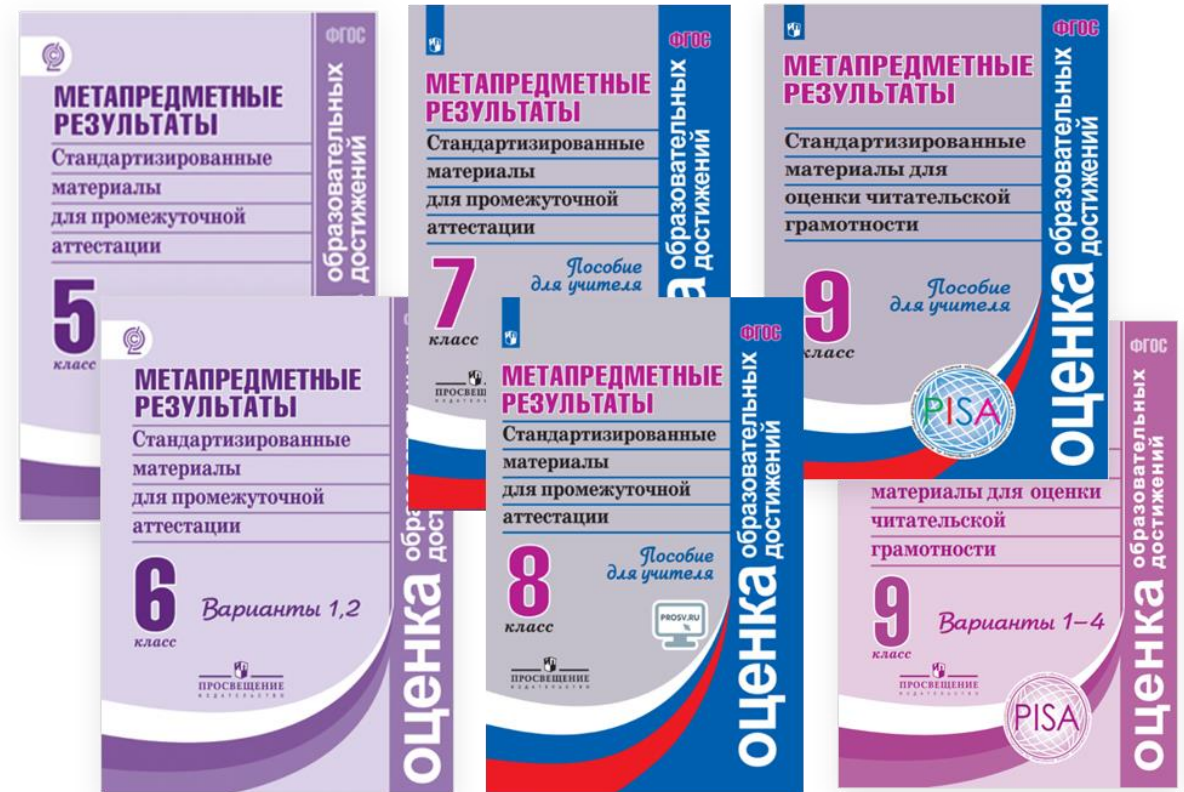 ФГОС
МЕТАПРЕДМЕТНЫЕ
РЕЗУЛЬТАТЫ
Стандартизированные
материалы
для промежуточной
аттестации
5
класс
образовательных
достижений
ФГОС
МЕТАПРЕДМЕТНЫЕ
РЕЗУЛЬТАТЫ
Стандартизированные
материалы
для промежуточной
аттестации
7
класс
Пособие
для учителя
образовательных
достижений
ФГОС
МЕТАПРЕДМЕТНЫЕ
РЕЗУЛЬТАТЫ
Стандартизированные
материалы для
оценки читательской
грамотности
9
класс
Пособие
для учителя
PISA
оценка
образовательных
достижений
МЕТАПРЕДМЕТНЫЕ
РЕЗУЛЬТАТЫ
Стандартизированные
материалы
для промежуточной
аттестации
6
класс
Варианты 1,2
ПРОСВЕЩЕНИЕ
ИЗДАТЕЛЬСТВО
оценка
ФГОС
МЕТАПРЕДМЕТНЫЕ
РЕЗУЛЬТАТЫ
Стандартизированные
материалы
для промежуточной
аттестации
8
класс
Пособие
для учителя
PROSV.RU
ПРОСВЕЩЕНИЕ
ИЗДАТЕЛЬСТВО
оценка
образовательных
достижений
ФГОС
материалы для оценки
читательской
грамотности
9
класс
Варианты 1–4
ПРОСВЕЩЕНИЕ
ИЗДАТЕЛЬСТВО
PISA
оценка
образовательных
достижений